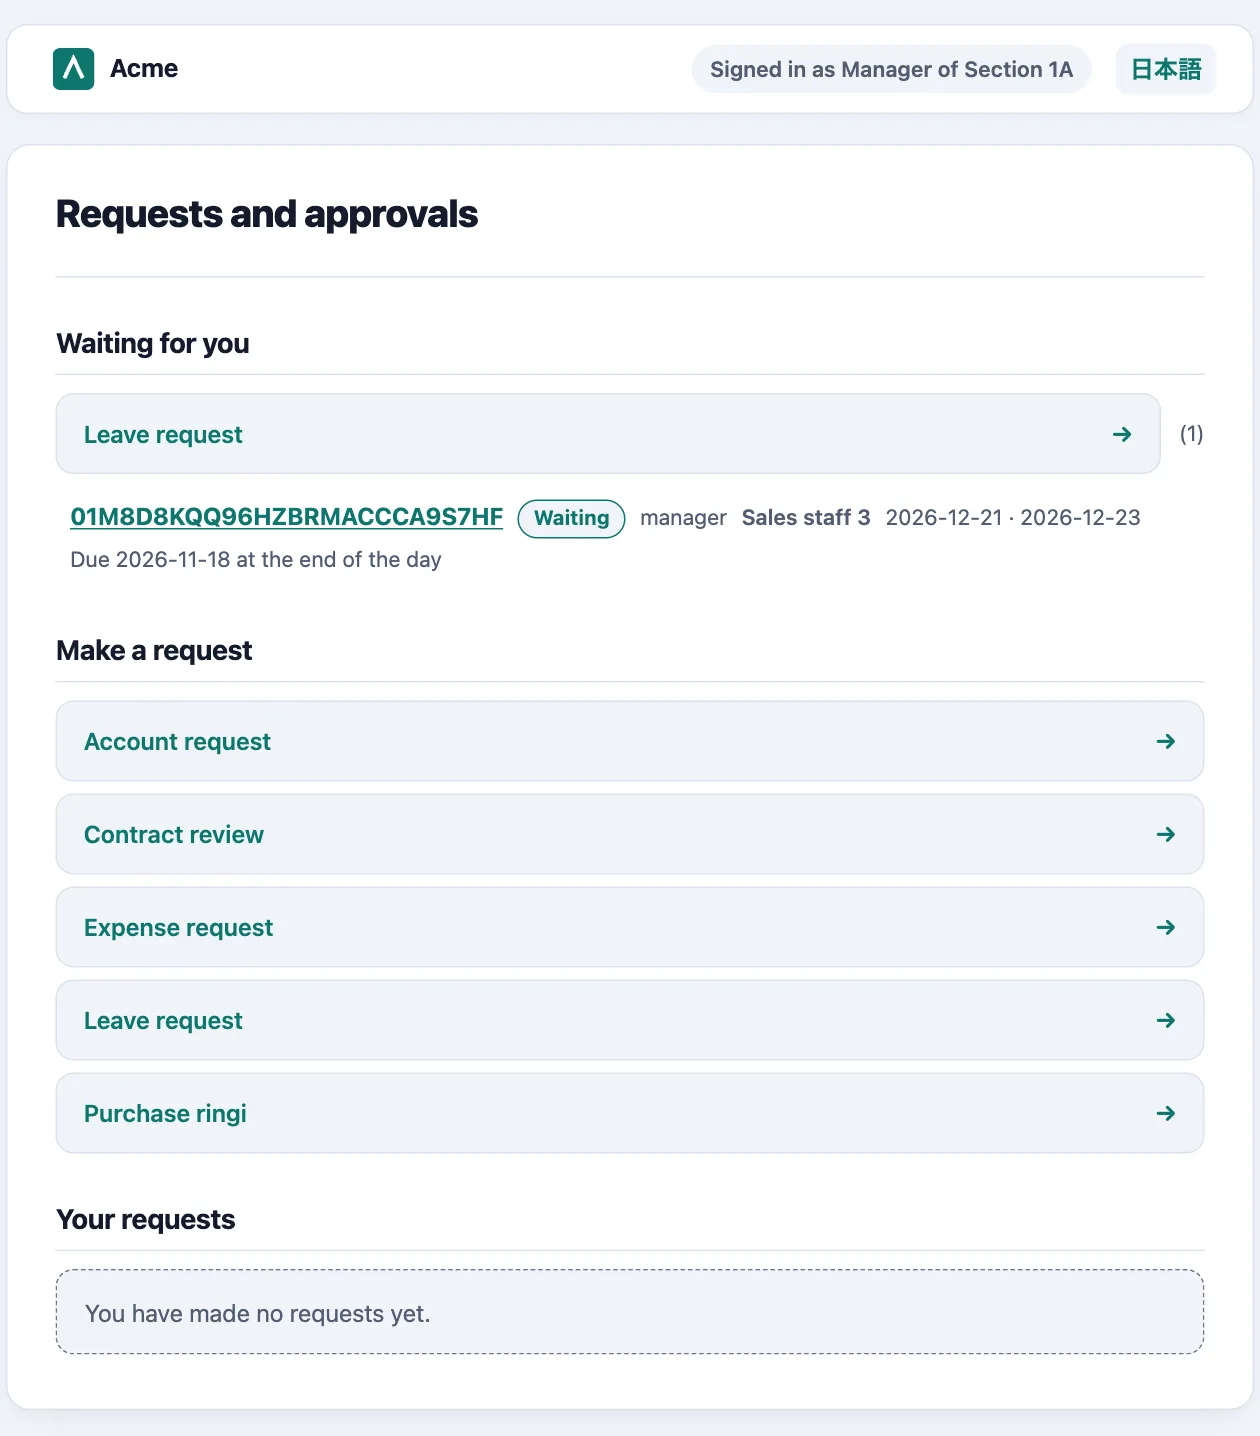 Acme
Signed in as Manager of Section 1A
日本語
Requests and approvals
Waiting for you
Leave request → (1)
01M8D8KQQ96HZBRMACCCA9S7HF Waiting manager Sales staff 3 2026-12-21 · 2026-12-23
Due 2026-11-18 at the end of the day
Make a request
Account request →
Contract review →
Expense request →
Leave request →
Purchase ringi →
Your requests
You have made no requests yet.